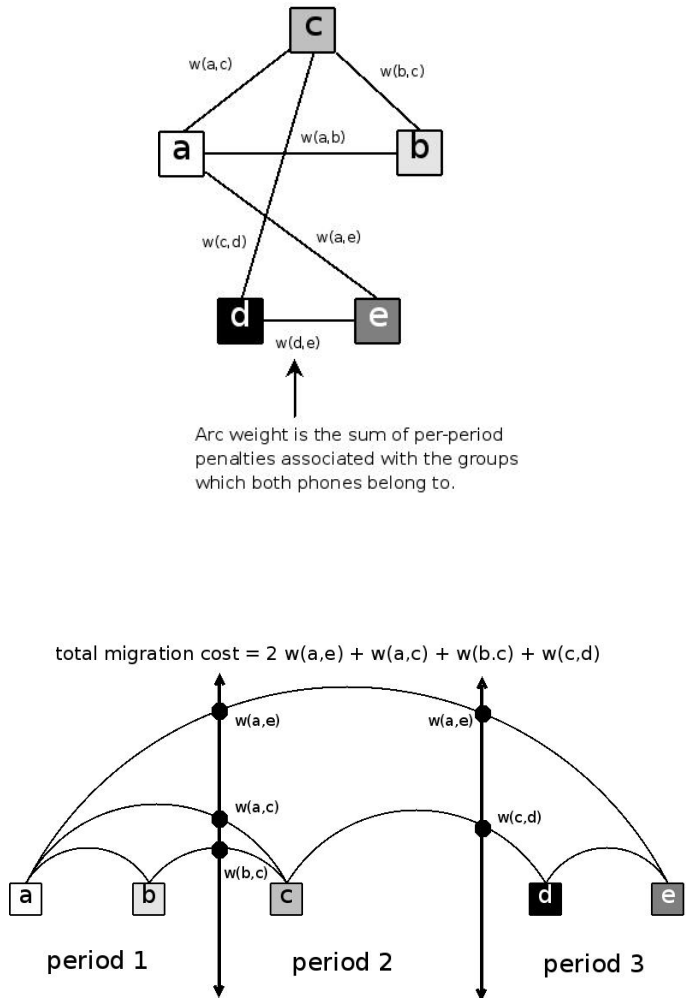 c
w(a,c)
w(b,c)
a
w(a,b)
b
w(c,d)
w(a,e)
d
e
w(d,e)
Arc weight is the sum of per-period
penalties associated with the groups
which both phones belong to.
total migration cost = 2 w(a,e) + w(a,c) + w(b.c) + w(c,d)
w(a,e)
w(a,e)
w(a,c)
w(c,d)
w(b,c)
a
b
c
d
e
period 1
period 2
period 3